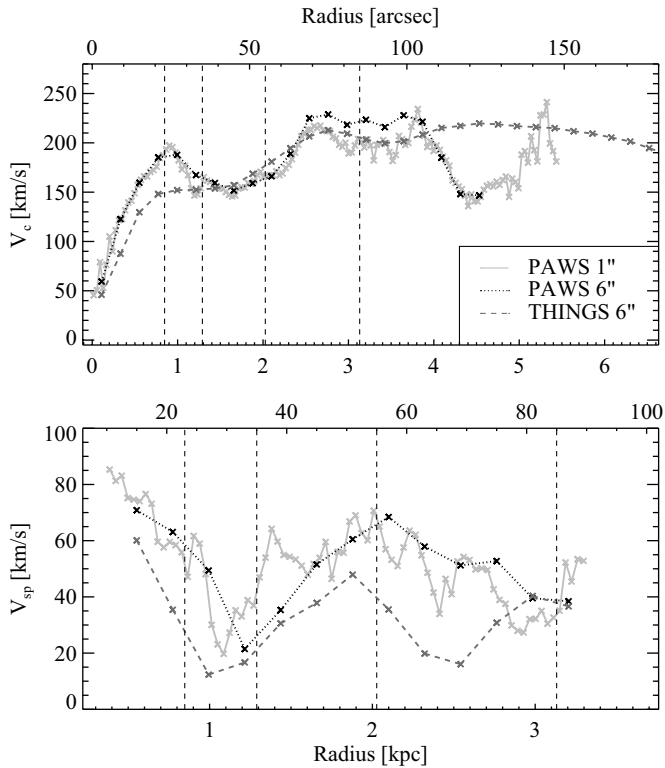 Radius [arcsec]
0 50 100 150
250
200
150
100
50
0
V_c [km/s]
PAWS 1"
PAWS 6"
THINGS 6"
0 1 2 3 4 5 6
20 40 60 80 100
100
80
60
40
20
0
V_sp [km/s]
1 2 3
Radius [kpc]